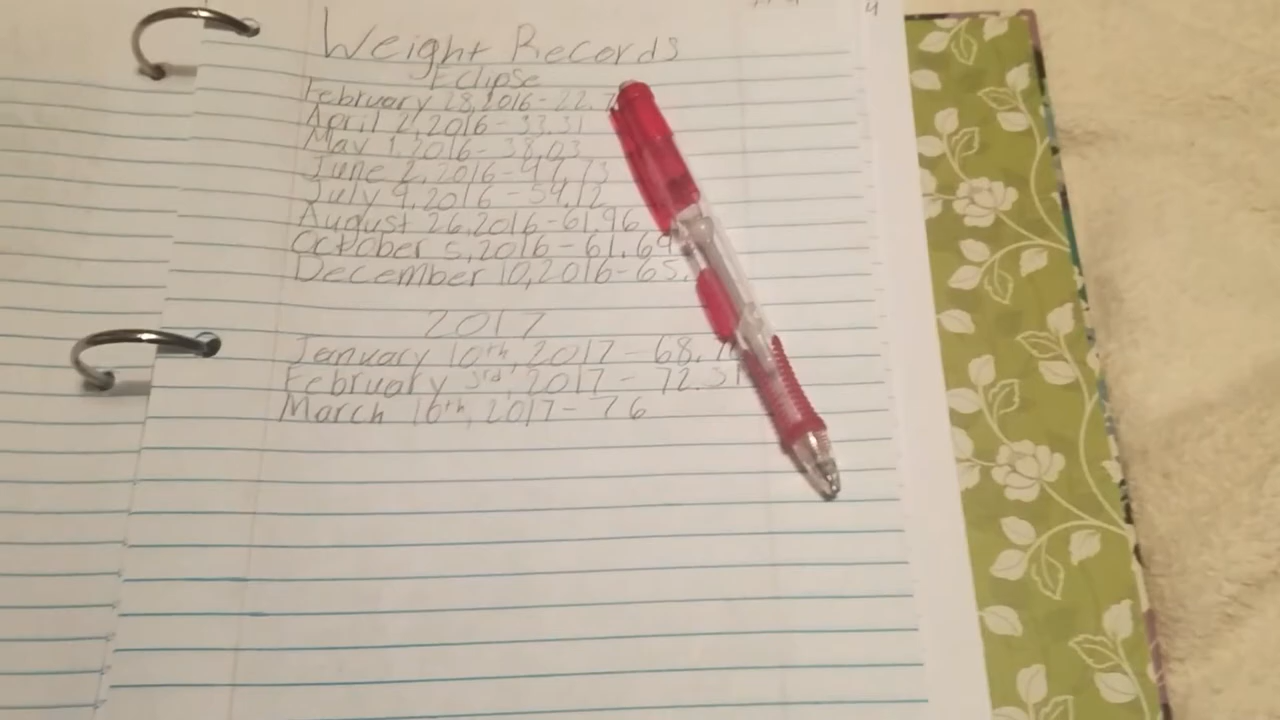 Weight Records
Eclipse
February 28, 2016 - 22.7
April 2, 2016 - 33.31
May 1, 2016 - 38.03
June 2, 2016 - 47.73
July 9, 2016 - 54.12
August 26, 2016 - 61.96
October 5, 2016 - 61.69
December 10, 2016 - 65.
2017
January 10th, 2017 - 68.
February 3rd, 2017 - 72.31
March 16th, 2017 - 76